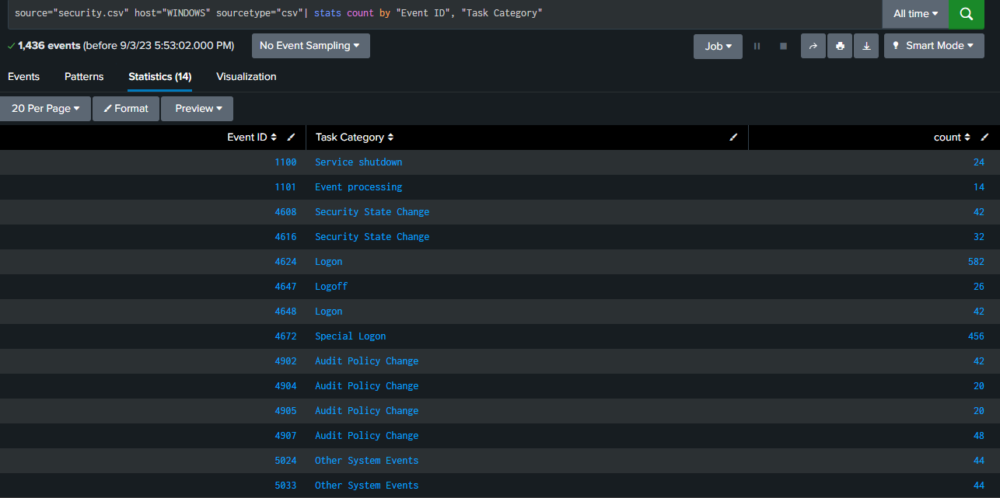 source="security.csv" host="WINDOWS" sourcetype="csv"| stats count by "Event ID", "Task Category"
All time
1,436 events (before 9/3/23 5:53:02.000 PM)
No Event Sampling
Job
Smart Mode
Events
Patterns
Statistics (14)
Visualization
20 Per Page
Format
Preview
Event ID Task Category count
1100 Service shutdown 24
1101 Event processing 14
4608 Security State Change 42
4616 Security State Change 32
4624 Logon 582
4647 Logoff 26
4648 Logon 42
4672 Special Logon 456
4902 Audit Policy Change 42
4904 Audit Policy Change 20
4905 Audit Policy Change 20
4907 Audit Policy Change 48
5024 Other System Events 44
5033 Other System Events 44